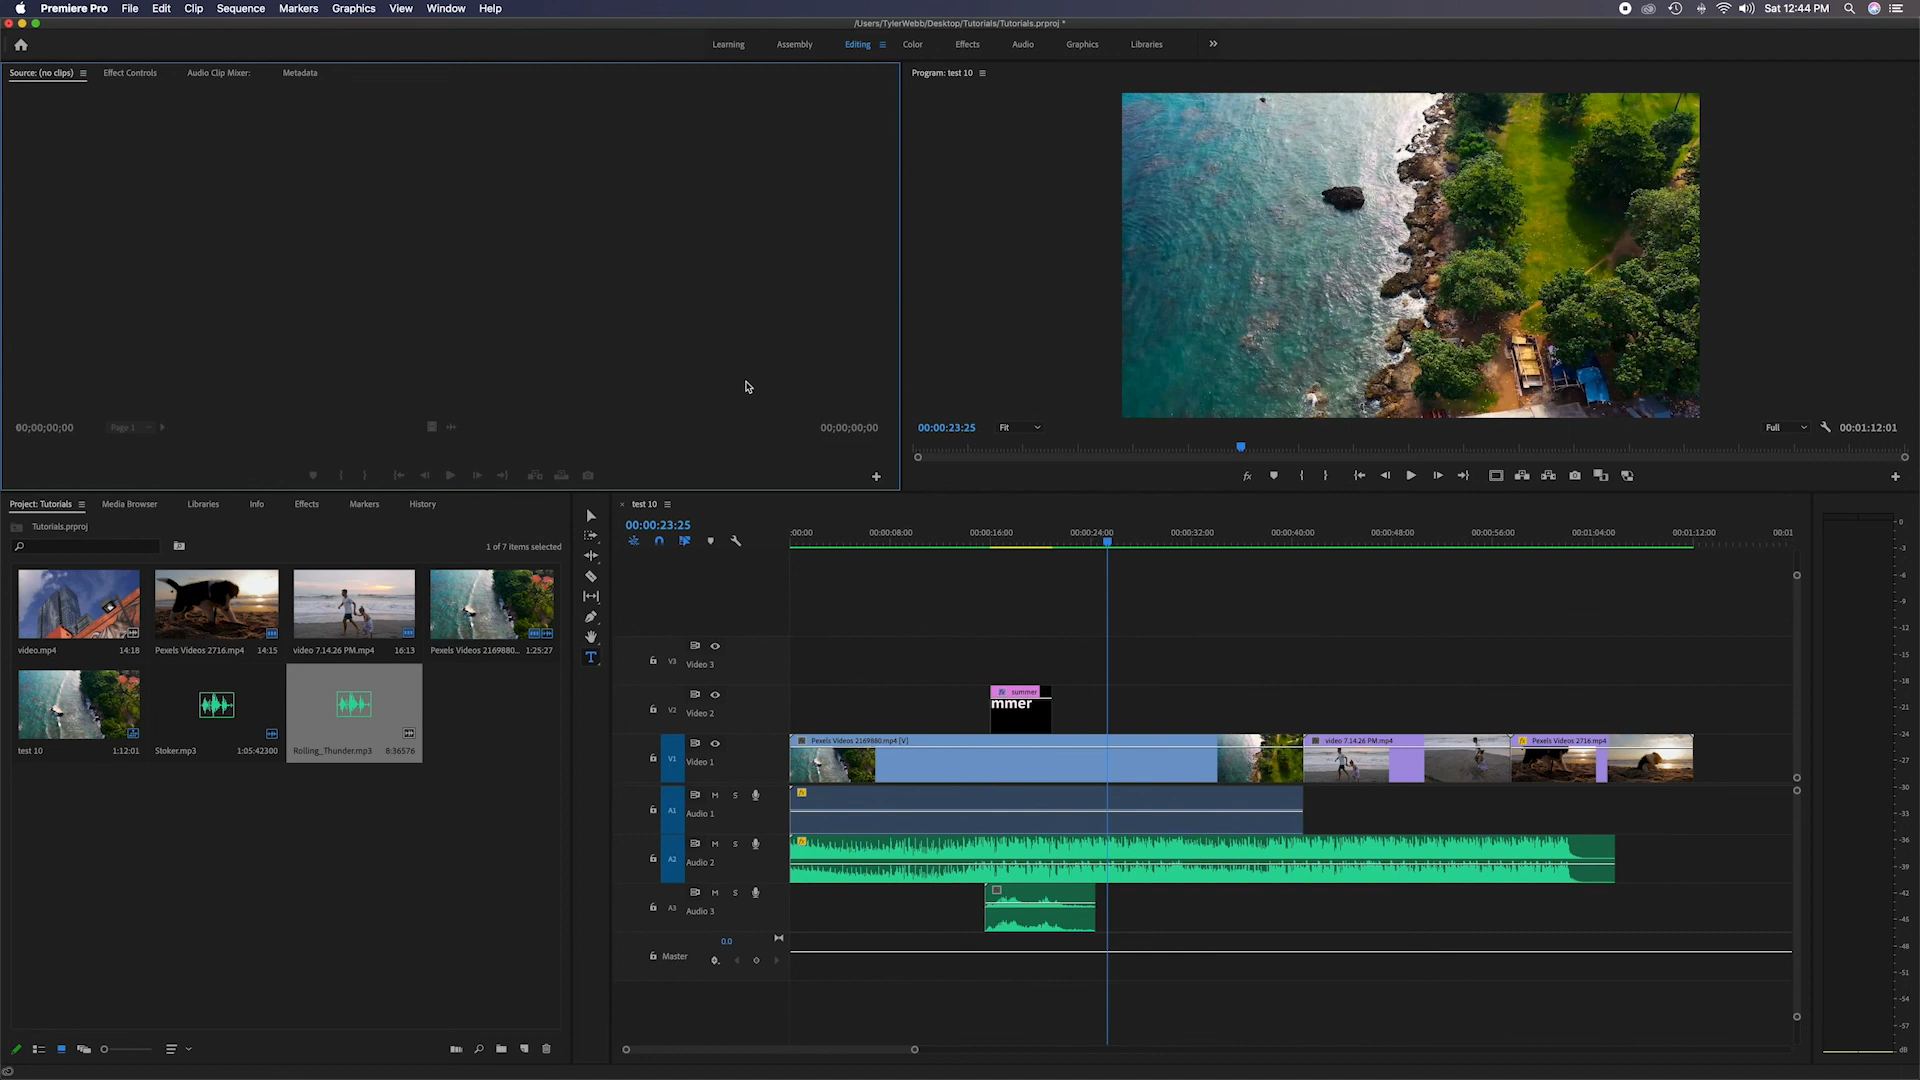 Premiere Pro File Edit Clip Sequence Markers Graphics View Window Help
Sat 12:44 PM
/Users/TylerWebb/Desktop/Tutorials/Tutorials.prproj *
Learning Assembly Editing Color Effects Audio Graphics Libraries
Source: (no clips) Effect Controls Audio Clip Mixer: Metadata
Program: test 10
00;00;00;00 Page 1 00;00;00;00
00:00:23:25 Fit Full 00:01:12:01
Project: Tutorials Media Browser Libraries Info Effects Markers History
Tutorials.prproj
1 of 7 items selected
video.mp4 14:18
Pexels Videos 2716.mp4 14:15
video 7.14.26 PM.mp4 16:13
Pexels Videos 2169880... 1:25:27
test 10 1:12:01
Stoker.mp3 1:05:42300
Rolling_Thunder.mp3 8:36576
test 10
00:00:23:25
:00:00 00:00:08:00 00:00:16:00 00:00:24:00 00:00:32:00 00:00:40:00 00:00:48:00 00:00:56:00 00:01:04:00 00:01:12:00 00:01
V3 Video 3
V2 Video 2
summer
mmer
V1 Video 1
Pexels Videos 2169880.mp4 [V]
video 7.14.26 PM.mp4
Pexels Videos 2716.mp4
A1 M S
Audio 1
A2 M S
Audio 2
A3 M S
Audio 3
0.0
Master
0
-3
-6
-9
-12
-15
-18
-21
-24
-27
-30
-33
-36
-39
-42
-45
-48
-51
-54
-57
dB